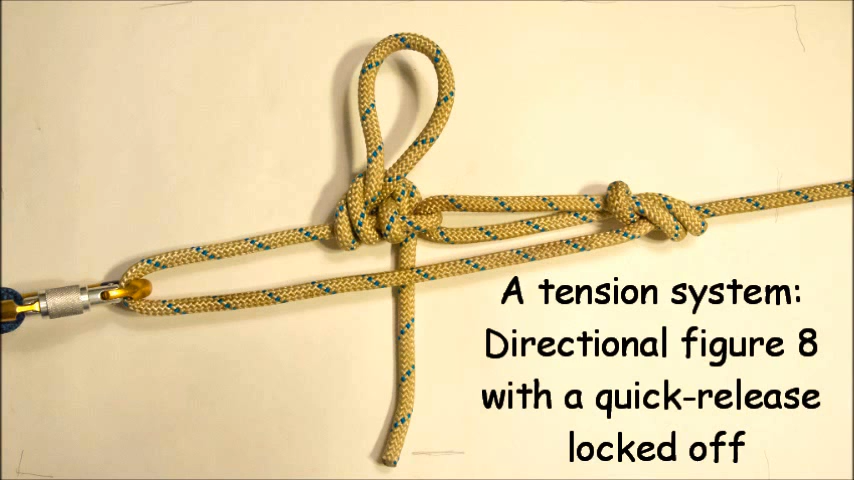 A tension system:
Directional figure 8
with a quick-release
locked off